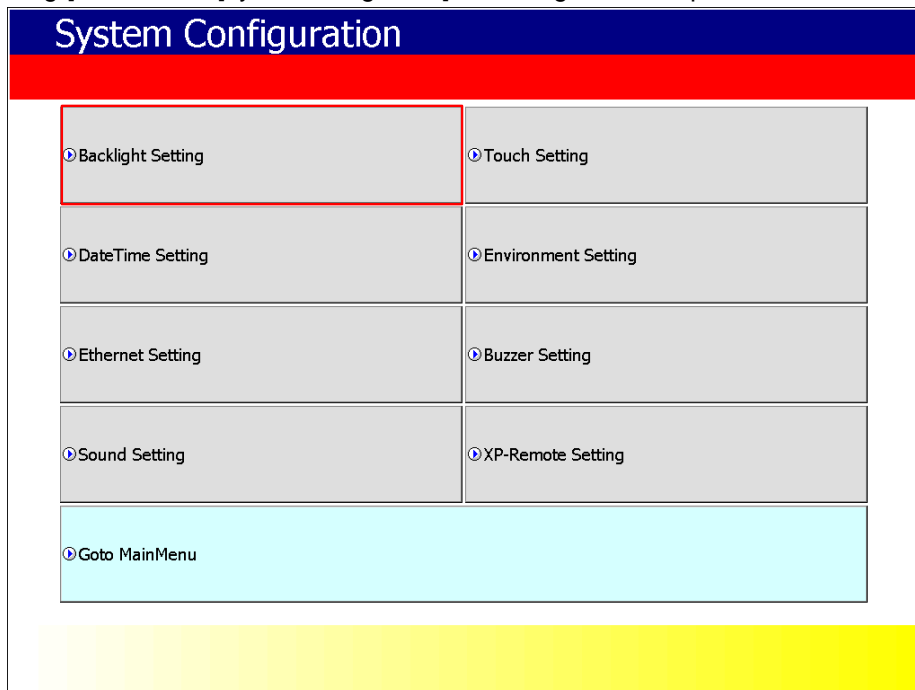 System Configuration
Backlight Setting
Touch Setting
DateTime Setting
Environment Setting
Ethernet Setting
Buzzer Setting
Sound Setting
XP-Remote Setting
Goto MainMenu